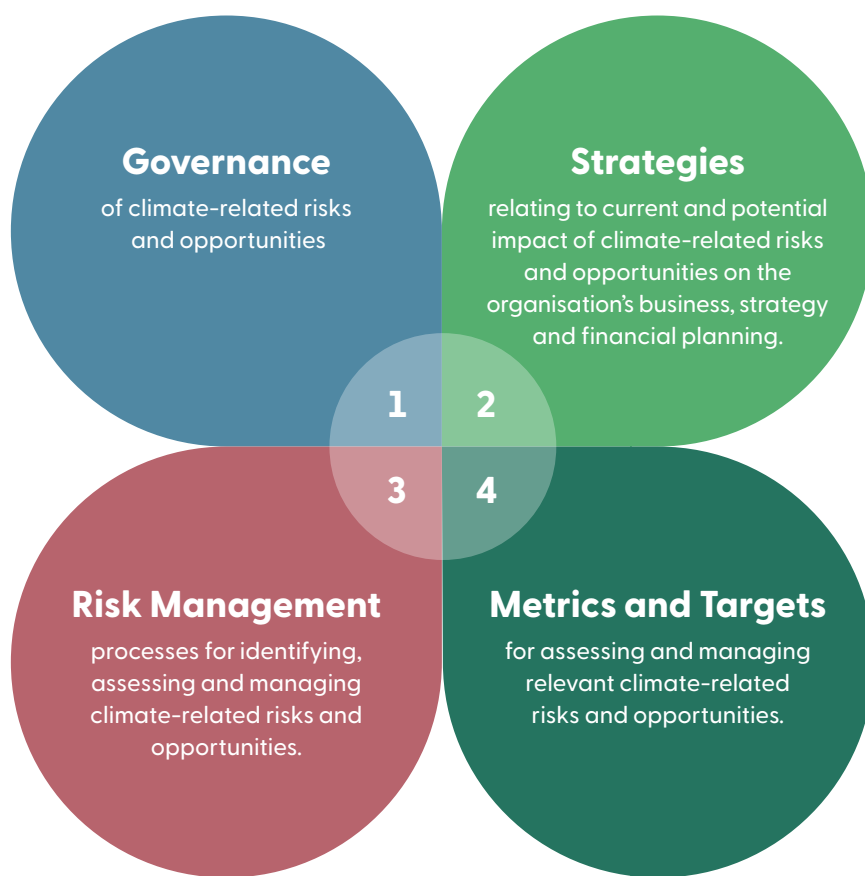 Governance
of climate-related risks
and opportunities
Strategies
relating to current and potential
impact of climate-related risks
and opportunities on the
organisation's business, strategy
and financial planning.
1
2
3
4
Risk Management
processes for identifying,
assessing and managing
climate-related risks and
opportunities.
Metrics and Targets
for assessing and managing
relevant climate-related
risks and opportunities.